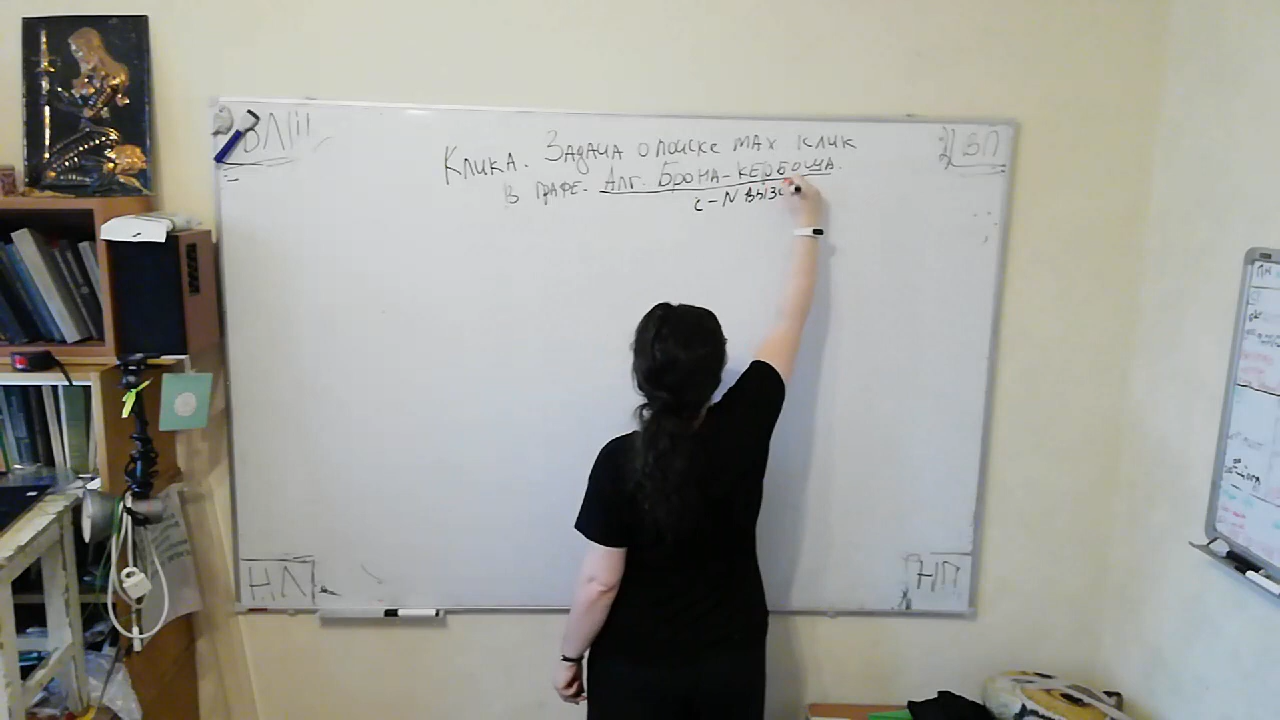 ВЛ
ВП
Клика. Задача о поиске max клик
в графе. Алг. Брона-Кербоша.
с-N
НЛ
НП